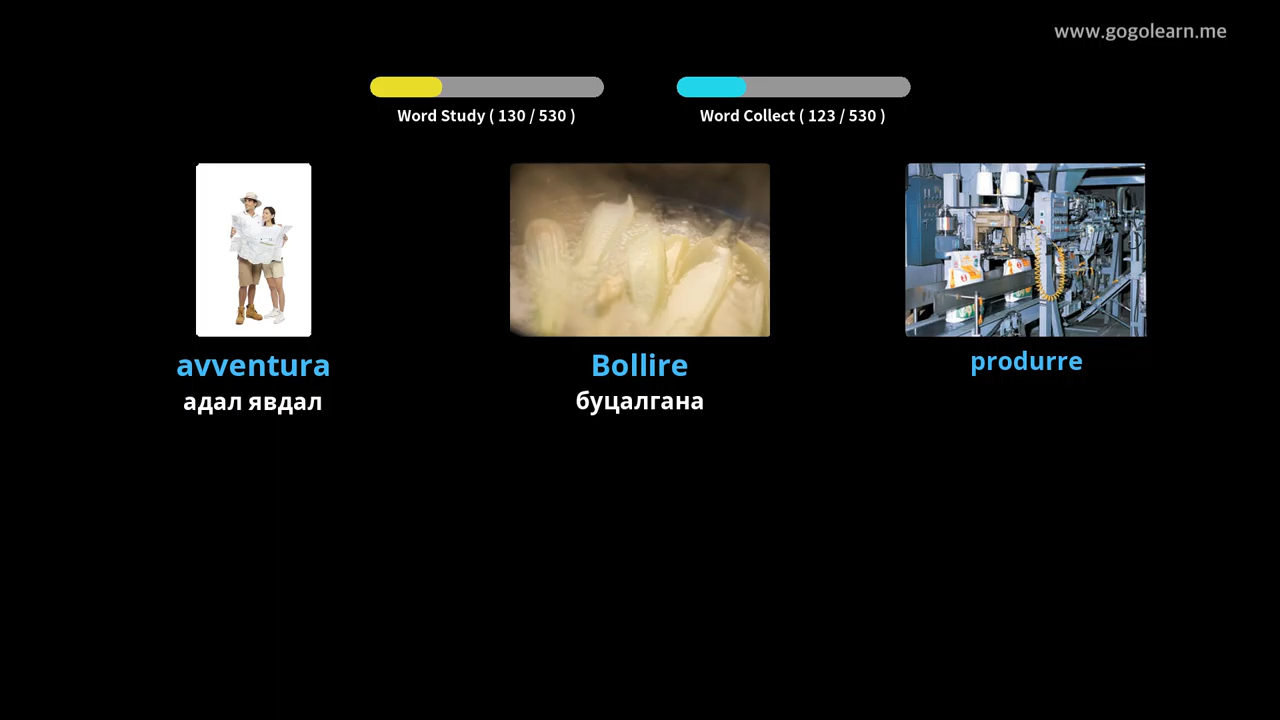 www.gogolearn.me
Word Study ( 130 / 530 )
Word Collect ( 123 / 530 )
avventura
адал явдал
Bollire
буцалгана
produrre